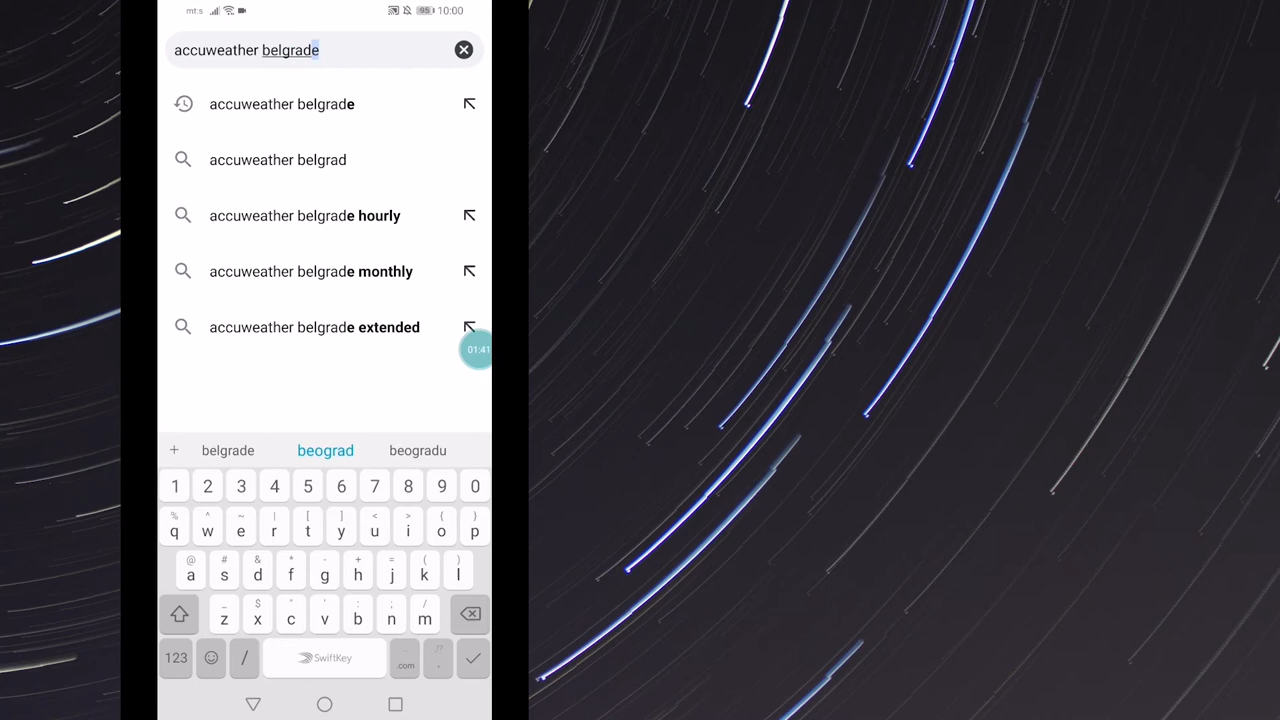 mt:s 95 10:00
accuweather belgrade
accuweather belgrade
accuweather belgrad
accuweather belgrade hourly
accuweather belgrade monthly
accuweather belgrade extended
01:41
+ belgrade beograd beogradu
1 2 3 4 5 6 7 8 9 0
% ^ ~ | [ ] < > { }
q w e r t y u i o p
@ # & * - + = ( )
a s d f g h j k l
_ $ " ' : ; /
z x c v b n m
123 / SwiftKey .com .